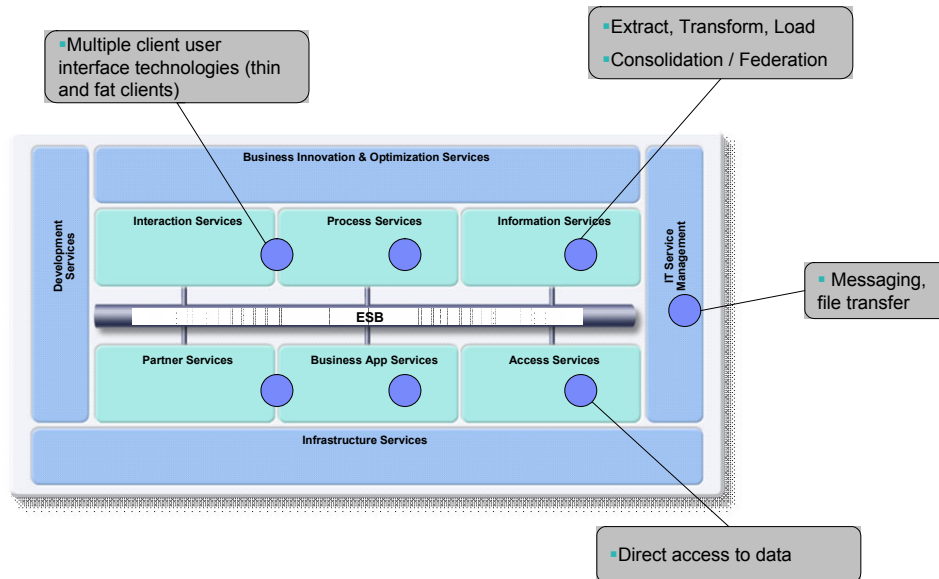 ▪Multiple client user
interface technologies (thin
and fat clients)
▪Extract, Transform, Load
▪Consolidation / Federation
Business Innovation & Optimization Services
Development
Services
Interaction Services
Process Services
Information Services
IT Service
Management
▪ Messaging,
file transfer
ESB
Partner Services
Business App Services
Access Services
Infrastructure Services
▪Direct access to data